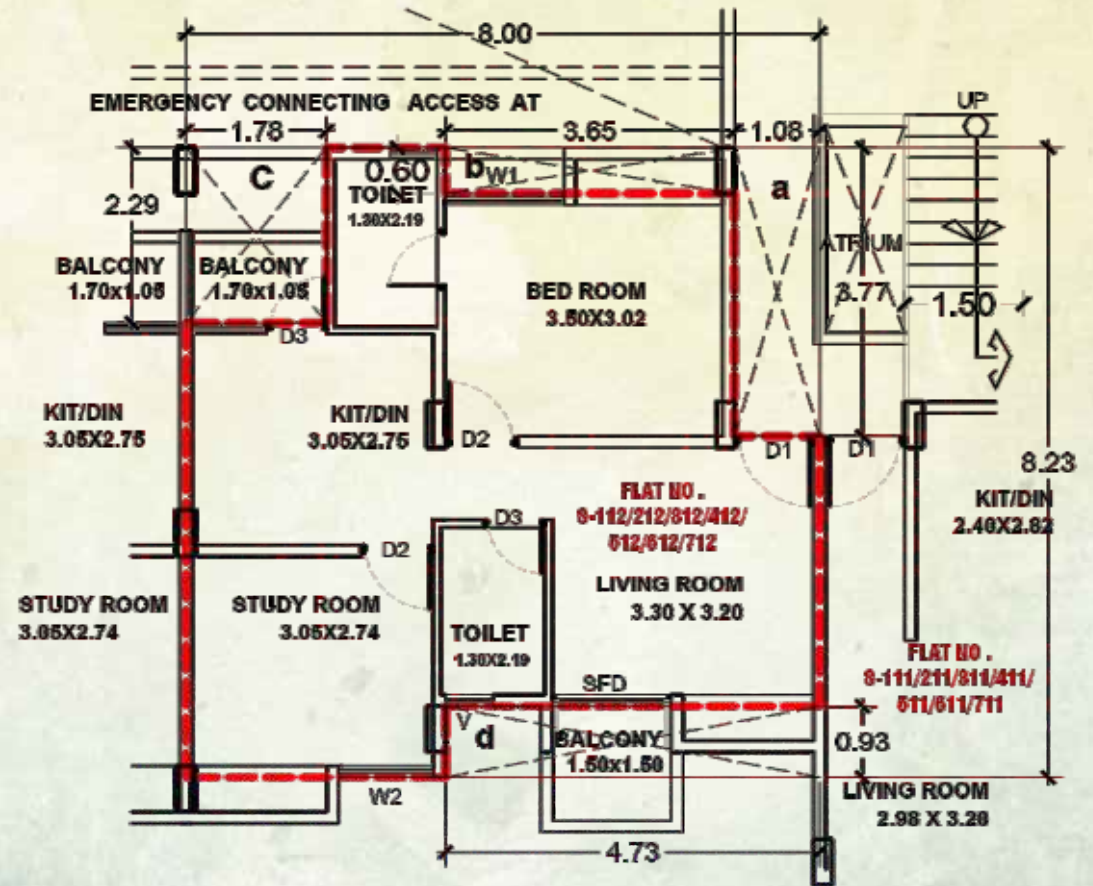 8.00
EMERGENCY CONNECTING ACCESS AT
UP
1.78
3.65
1.08
C
0.60
b
W1
a
TOILET
1.30X2.19
2.29
ATRIUM
BALCONY
1.70x1.05
BALCONY
1.70x1.05
BED ROOM
3.50X3.02
3.77
1.50
D3
KIT/DIN
3.05X2.75
KIT/DIN
3.05X2.75
D2
D1
D1
8.23
FLAT NO.
S-112/212/312/412/
512/612/712
KIT/DIN
2.40X2.82
D3
D2
STUDY ROOM
3.05X2.74
STUDY ROOM
3.05X2.74
LIVING ROOM
3.30 X 3.20
TOILET
1.30X2.19
FLAT NO.
S-111/211/311/411/
511/611/711
SFD
V
d
BALCONY
1.50x1.50
0.93
W2
LIVING ROOM
2.98 X 3.20
4.73